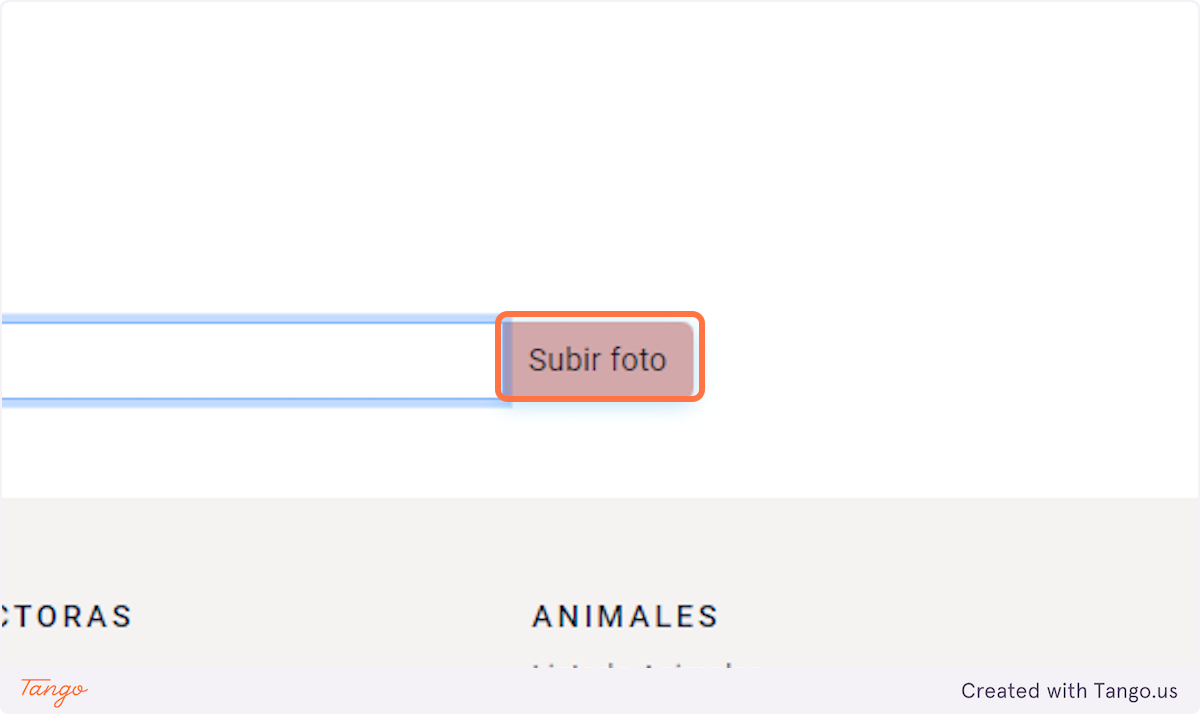 Subir foto
CTORAS
ANIMALES
Tango
Created with Tango.us